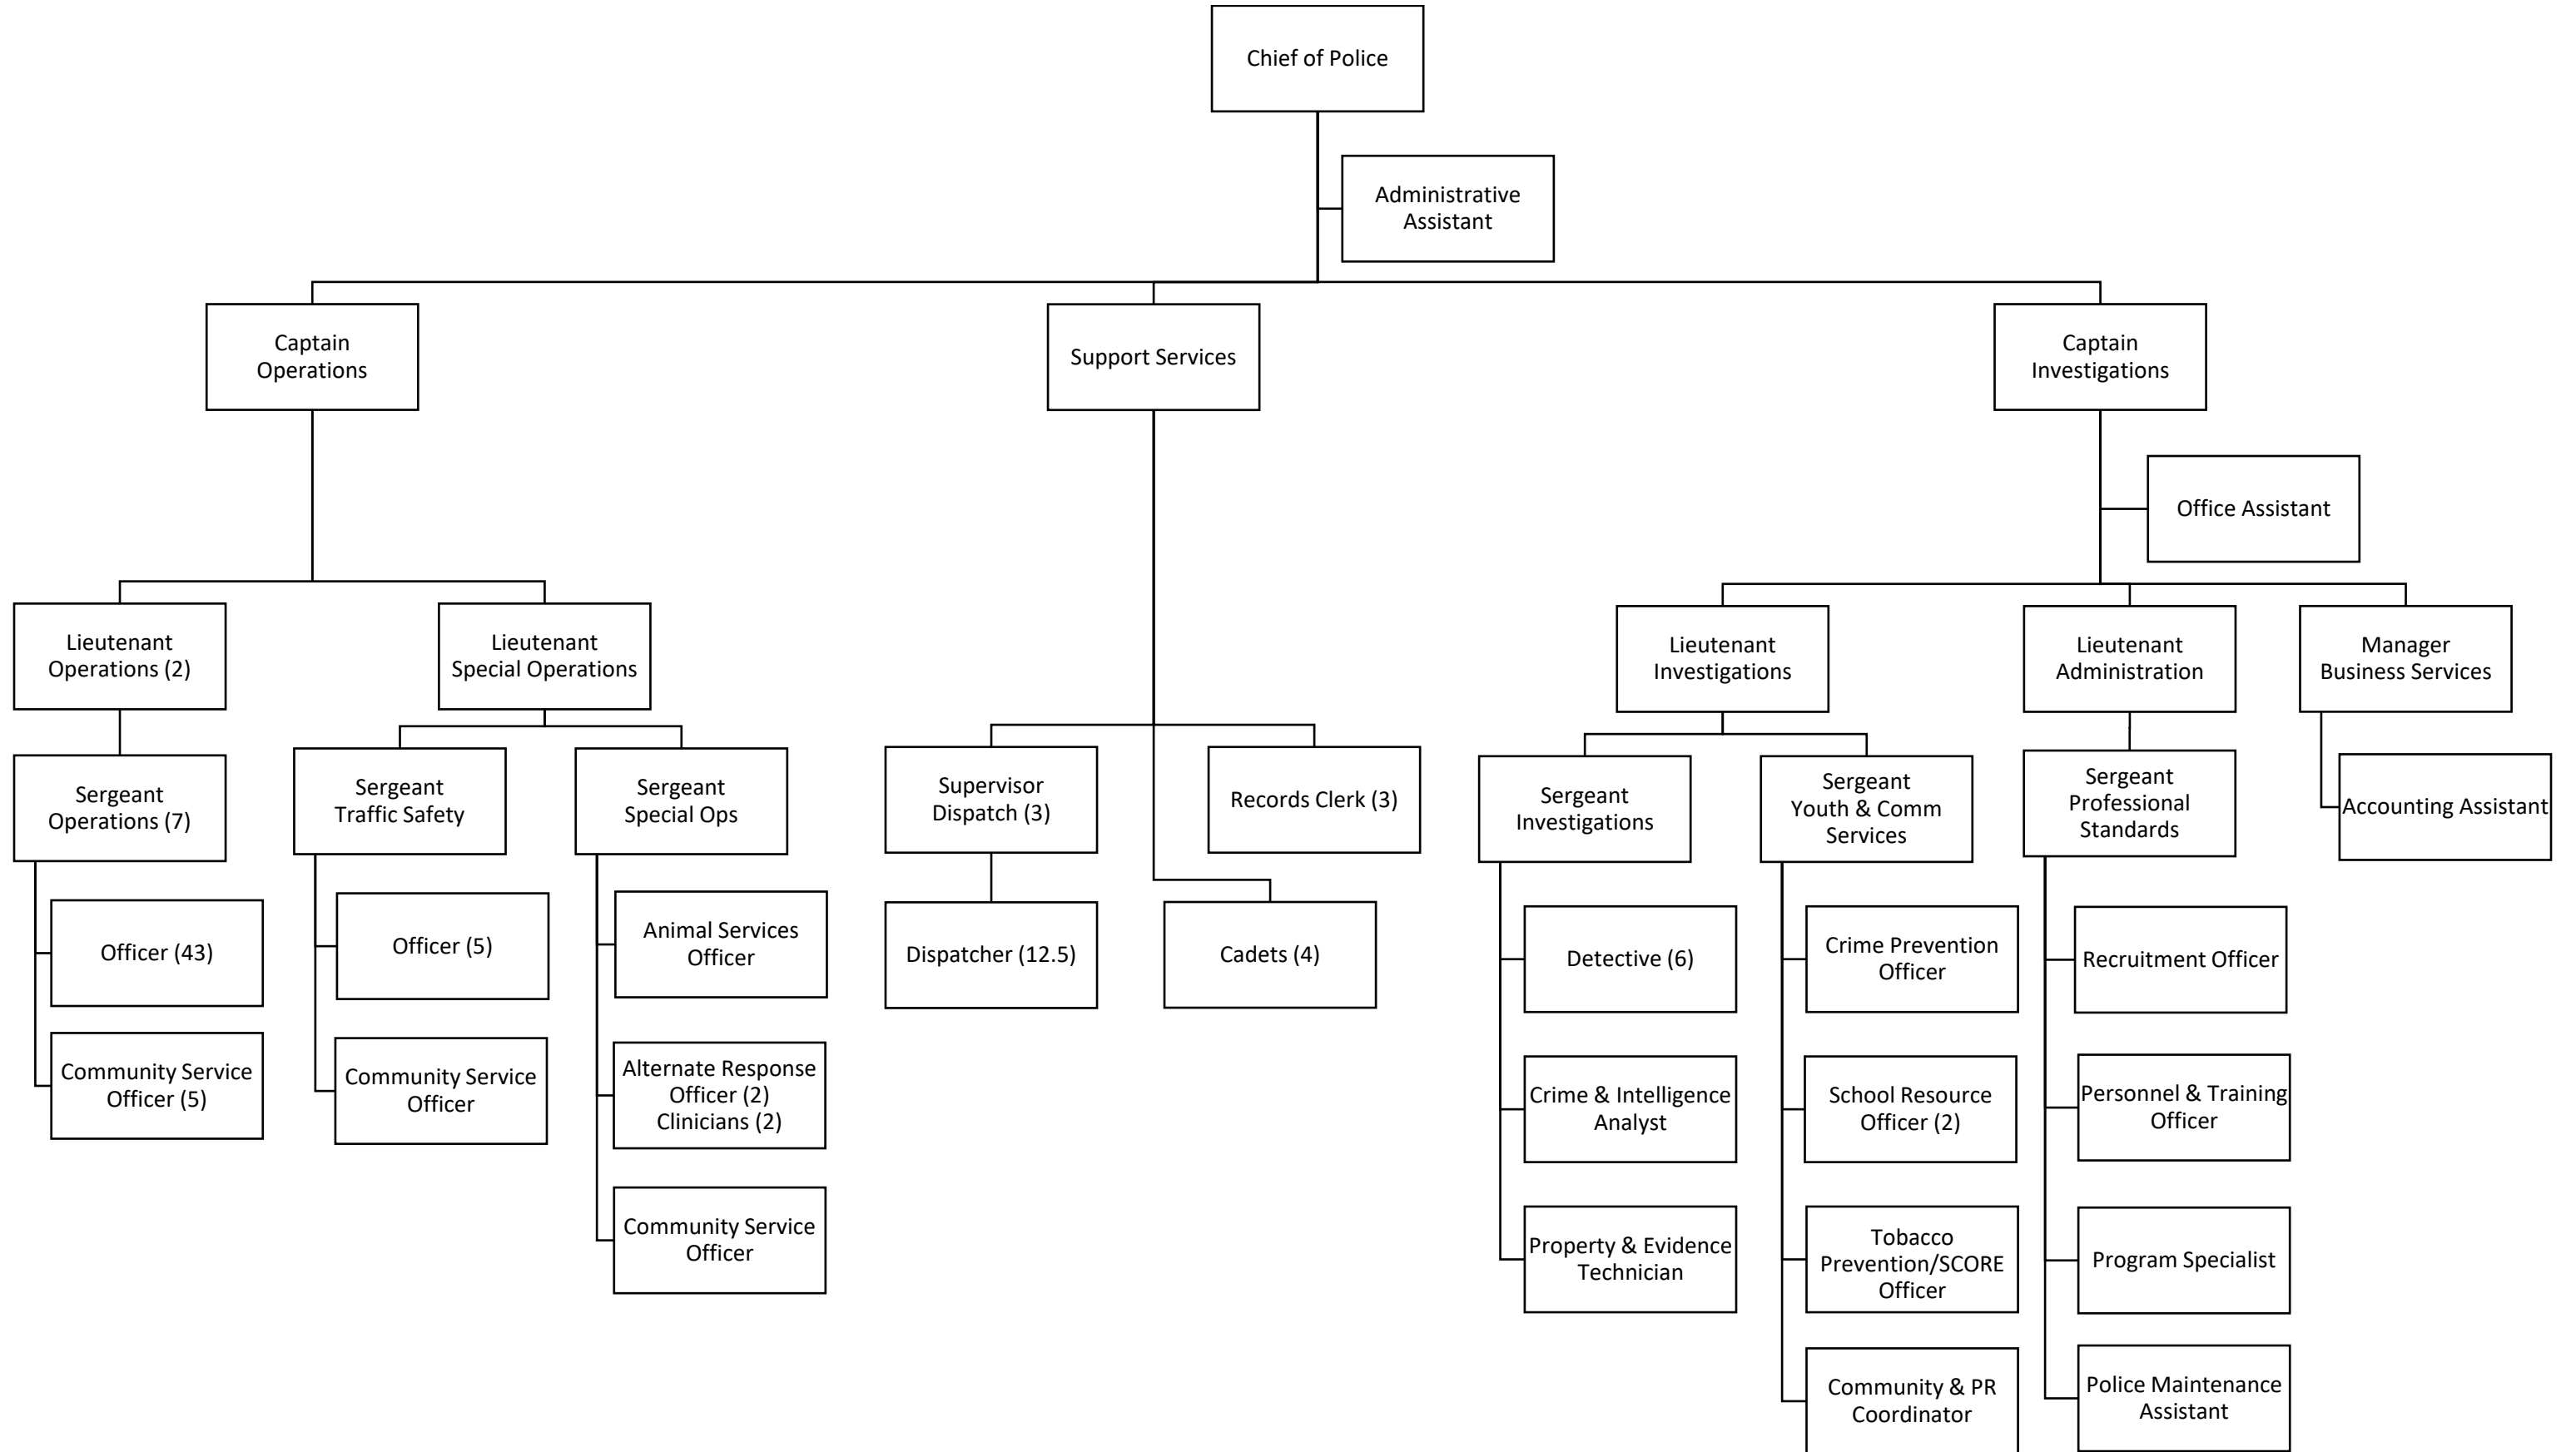 Chief of Police
Administrative
Assistant
Captain
Operations
Support Services
Captain
Investigations
Office Assistant
Lieutenant
Operations (2)
Lieutenant
Special Operations
Lieutenant
Investigations
Lieutenant
Administration
Manager
Business Services
Sergeant
Operations (7)
Sergeant
Traffic Safety
Sergeant
Special Ops
Supervisor
Dispatch (3)
Records Clerk (3)
Sergeant
Investigations
Sergeant
Youth & Comm
Services
Sergeant
Professional
Standards
Accounting Assistant
Officer (43)
Officer (5)
Animal Services
Officer
Dispatcher (12.5)
Cadets (4)
Detective (6)
Crime Prevention
Officer
Recruitment Officer
Community Service
Officer (5)
Community Service
Officer
Alternate Response
Officer (2)
Clinicians (2)
Crime & Intelligence
Analyst
School Resource
Officer (2)
Personnel & Training
Officer
Community Service
Officer
Property & Evidence
Technician
Tobacco
Prevention/SCORE
Officer
Program Specialist
Community & PR
Coordinator
Police Maintenance
Assistant